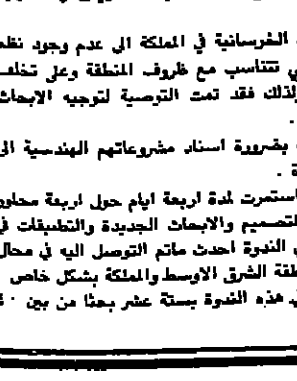 الخرسانية في المملكة الى عدم وجود نظم
تتناسب مع ظروف المنطقة وعلى تخلف
ولذلك فقد تمت التوصية لتوجيه الابحاث
.
بضرورة اسناد مشروعاتهم الهندسية الى
ة .
استمرت لمدة اربعة ايام حول اربعة محاور
التصميم والابحاث الجديدة والتطبيقات في
الندوة احدث ماتم التوصل اليه في مجال
طقة الشرق الاوسط والمملكة بشكل خاص
هذه الندوة بستة عشر بحثا من بين